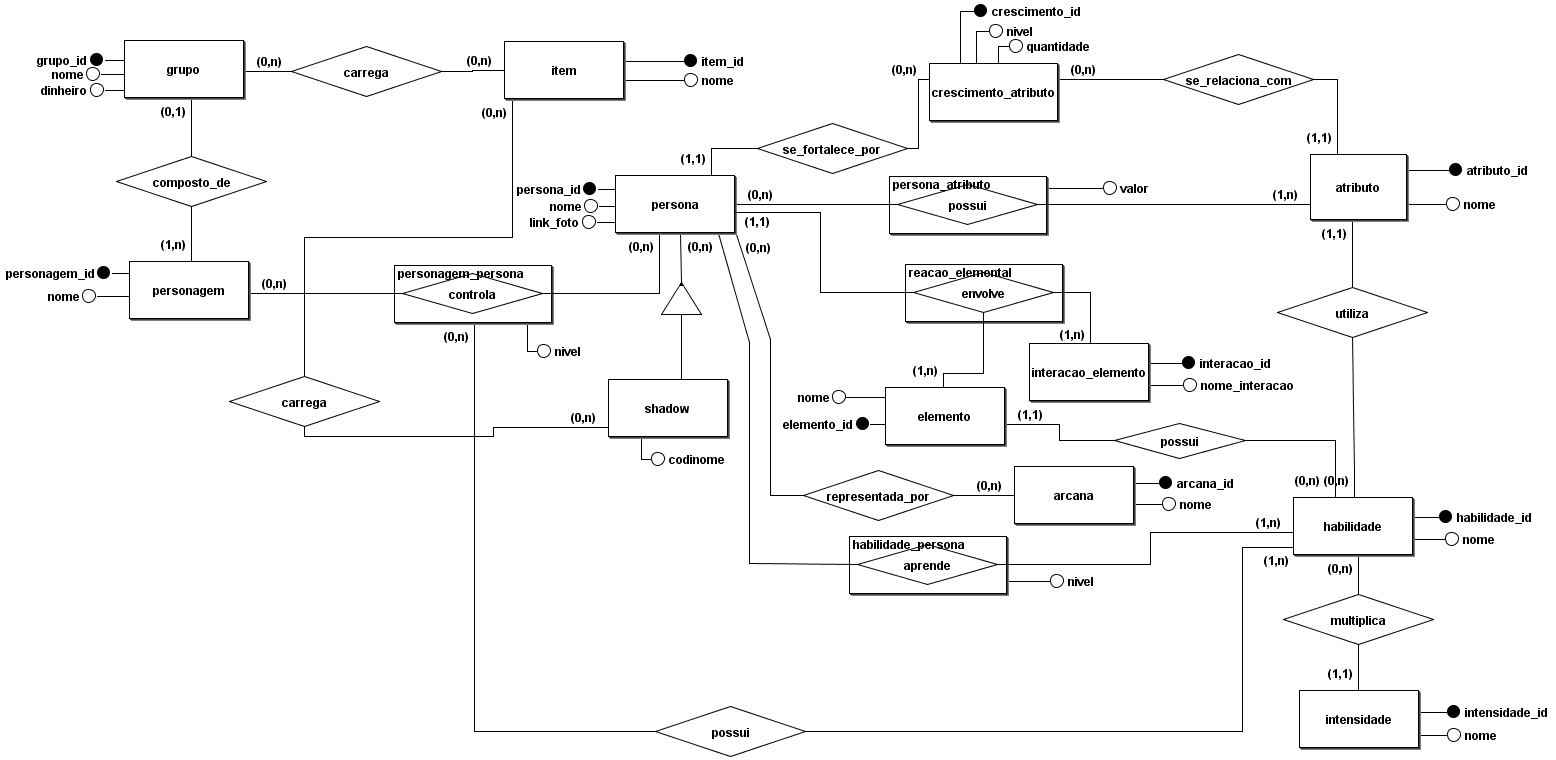 crescimento_id
nivel
quantidade
grupo_id
nome
dinheiro
grupo
(0,n)
carrega
(0,n)
item
item_id
nome
(0,n)
crescimento_atributo
(0,n)
se_relaciona_com
(0,1)
(0,n)
(1,1)
se_fortalece_por
(1,1)
composto_de
persona_id
nome
link_foto
persona
(0,n)
persona_atributo
possui
valor
(1,n)
atributo
atributo_id
nome
(1,1)
(0,n)
(0,n)
(0,n)
(1,1)
(1,n)
personagem_id
nome
personagem
(0,n)
personagem_persona
controla
reacao_elemental
envolve
utiliza
(0,n)
nivel
(1,n)
interacao_elemento
interacao_id
nome_interacao
(1,n)
carrega
(0,n)
shadow
codinome
nome
elemento_id
elemento
(1,1)
possui
representada_por
(0,n)
arcana
arcana_id
nome
(0,n)
(0,n)
habilidade
habilidade_id
nome
(1,n)
(1,n)
(0,n)
habilidade_persona
aprende
nivel
multiplica
(1,1)
possui
intensidade
intensidade_id
nome